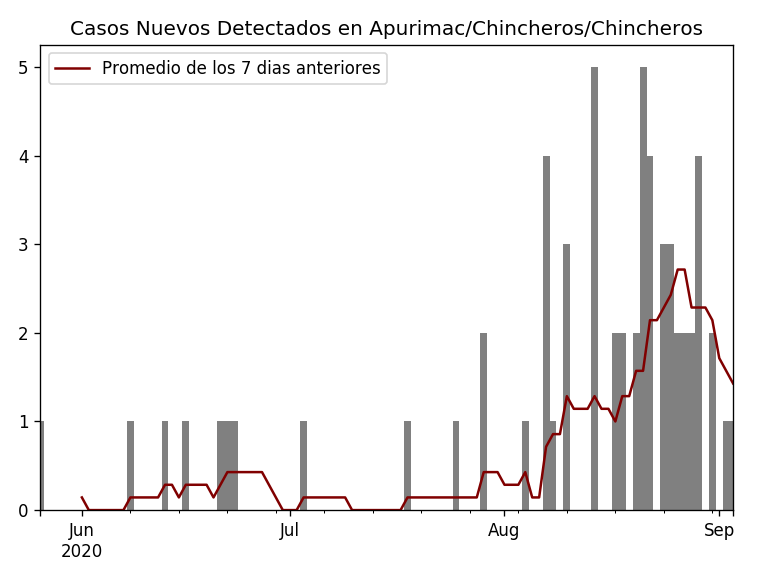 Casos Nuevos Detectados en Apurimac/Chincheros/Chincheros
Promedio de los 7 dias anteriores
5
4
3
2
1
0
Jun Jul Aug Sep
2020